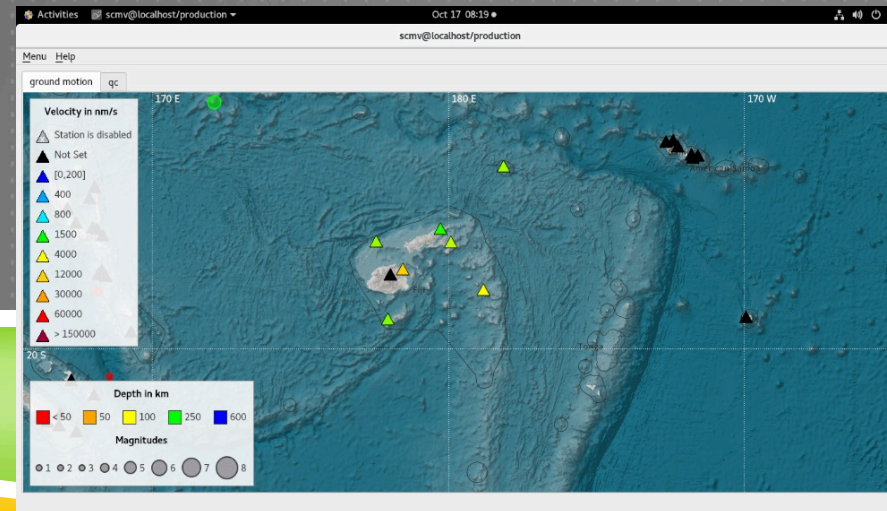 Activities scmv@localhost/production Oct 17 08:19
scmv@localhost/production
Menu Help
ground motion qc
170 E 180 E 170 W
Velocity in nm/s
Station is disabled
Not Set
[0,200]
400
800
1500
4000
12000
30000
60000
> 150000
20 S
Depth in km
< 50 50 100 250 600
Magnitudes
1 2 3 4 5 6 7 8